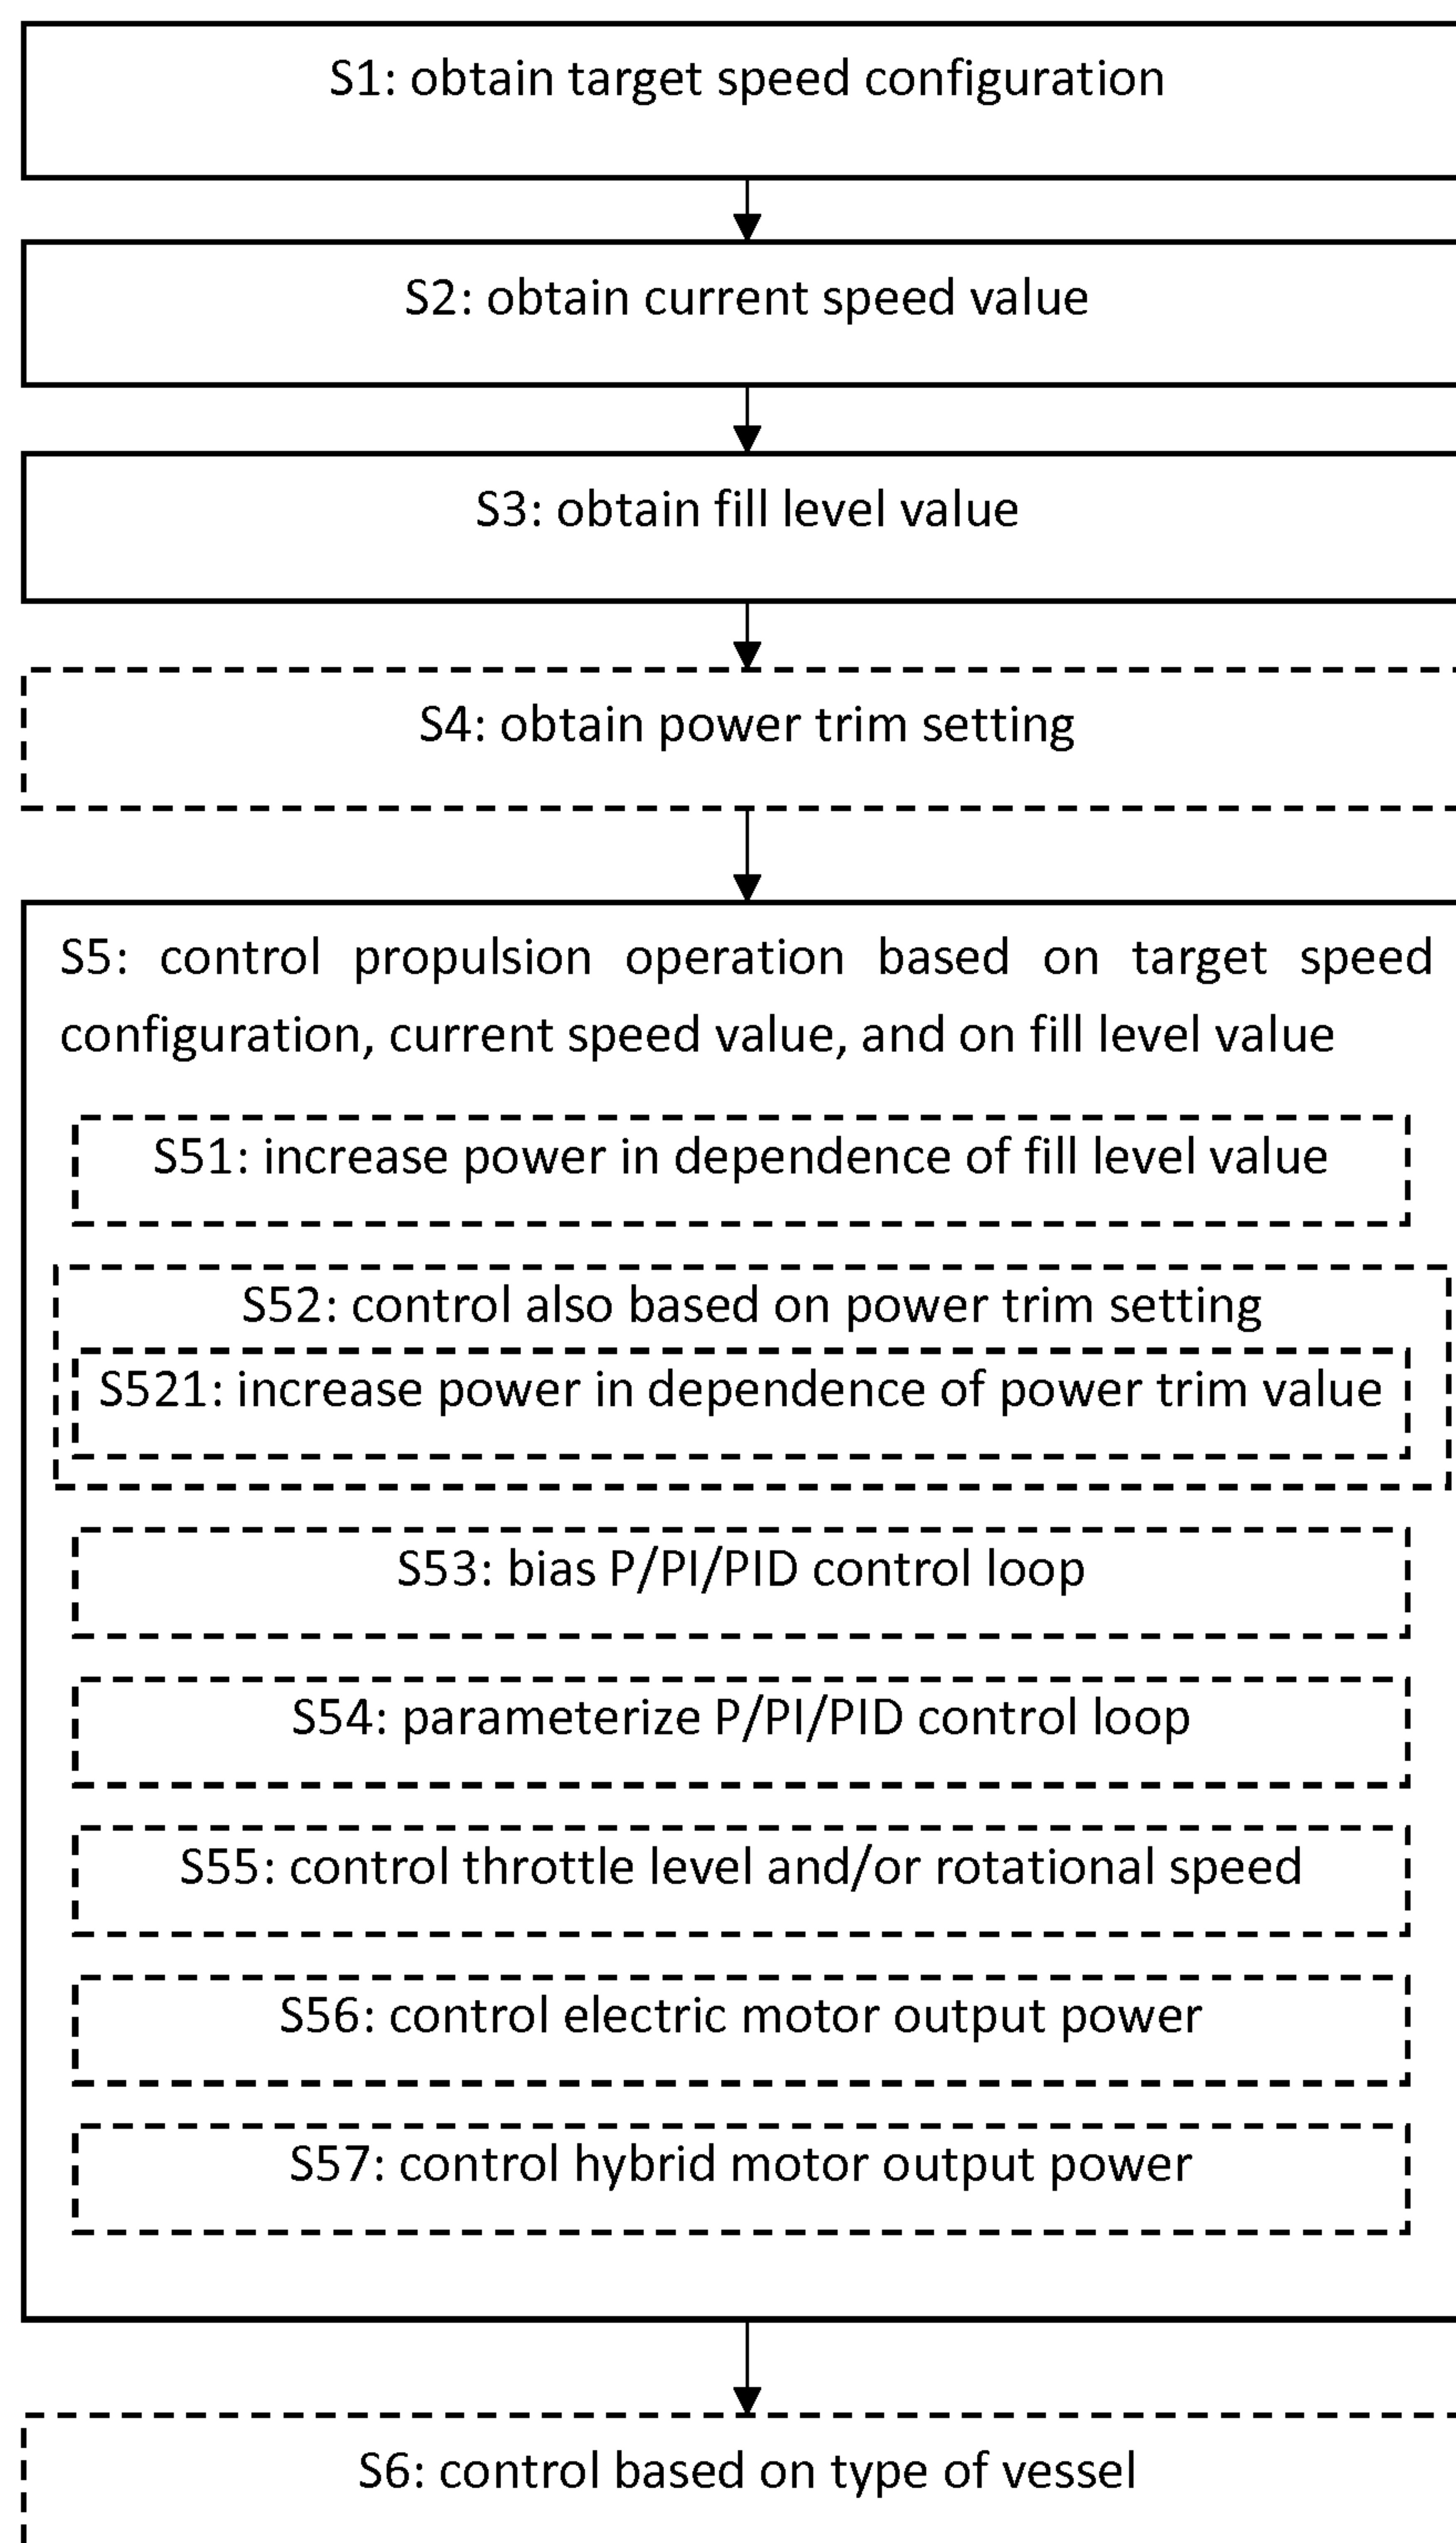 S1: obtain target speed configuration
S2: obtain current speed value
S3: obtain fill level value
S4: obtain power trim setting
S5: control propulsion operation based on target speed
configuration, current speed value, and on fill level value
S51: increase power in dependence of fill level value
S52: control also based on power trim setting
S521: increase power in dependence of power trim value
S53: bias P/PI/PID control loop
S54: parameterize P/PI/PID control loop
S55: control throttle level and/or rotational speed
S56: control electric motor output power
S57: control hybrid motor output power
S6: control based on type of vessel